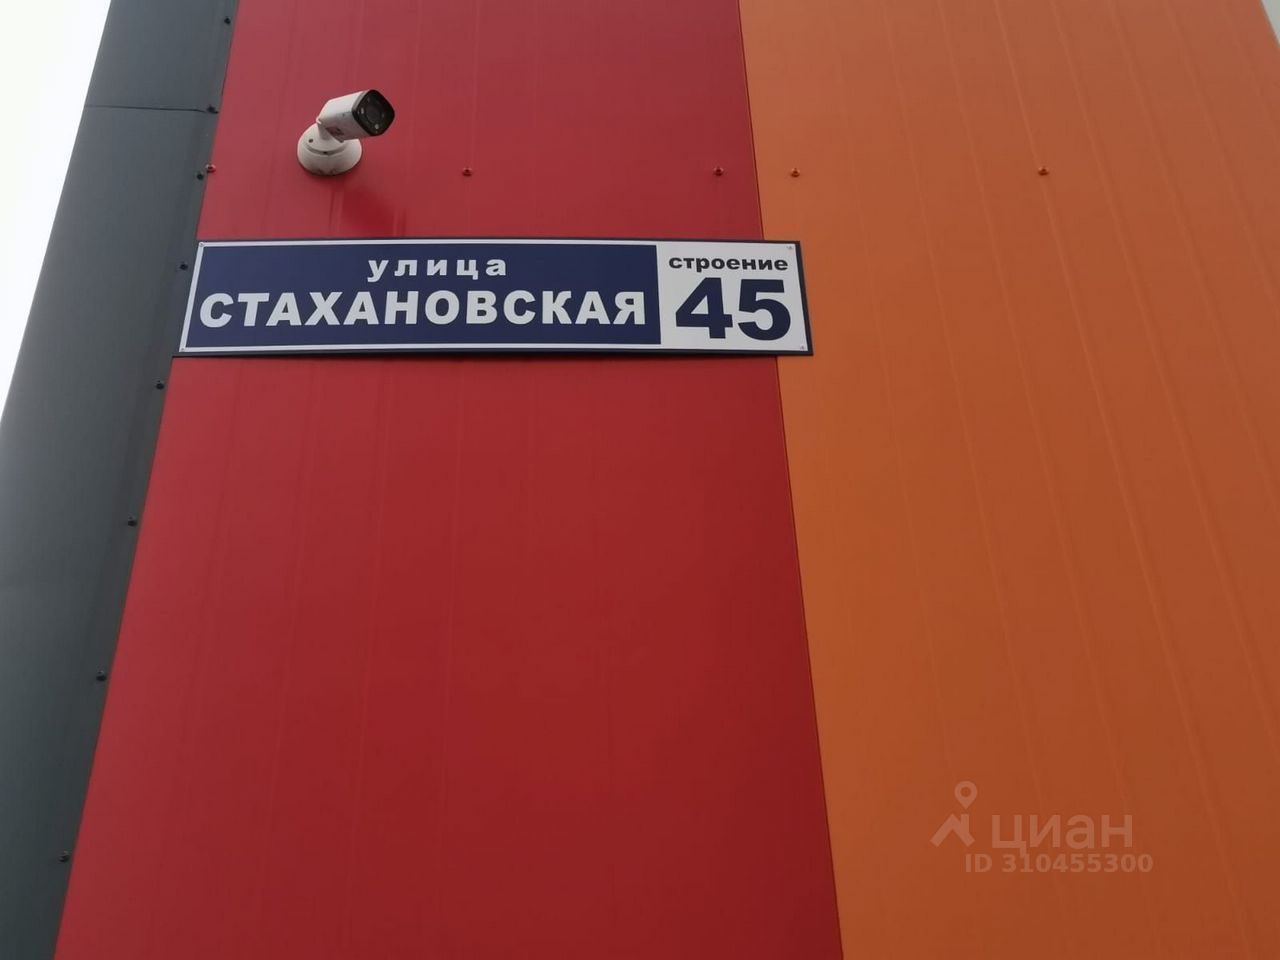 улица
СТАХАНОВСКАЯ
строение
45
циан
ID 310455300